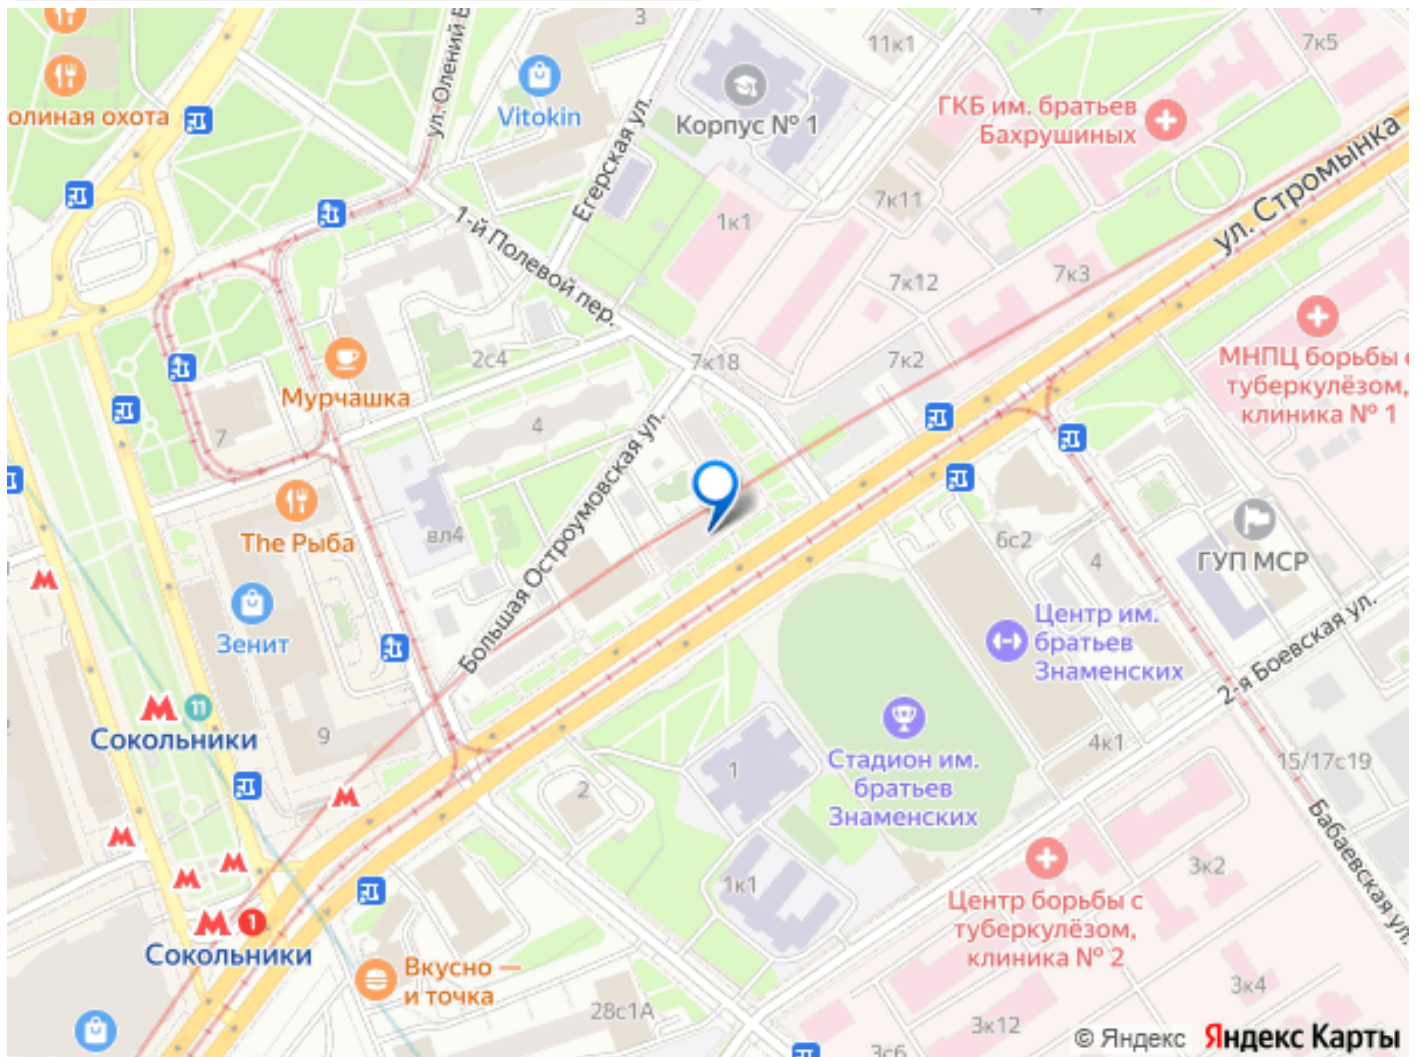 3
4
11к1
7к5
ул. Олений В
Vitokin
Корпус № 1
ГКБ им. братьев
Бахрушиных
олиная охота
Егерская ул.
ул. Стромынка
7к11
1к1
1-й Полевой пер.
7к12
7к3
МНПЦ борьбы с
туберкулёзом,
клиника № 1
2с4
7к18
7к2
Мурчашка
7
4
Большая Остроумовская ул.
The Рыба
вл4
6с2
4
ГУП МСР
Зенит
Центр им.
братьев
Знаменских
2-я Боевская ул.
М
М
11
Сокольники
9
Стадион им.
братьев
Знаменских
4к1
15/17с19
1
2
М
М
М
М
Бабаевская ул.
1к1
3к2
М 1
Сокольники
Центр борьбы с
туберкулёзом,
клиника № 2
Вкусно —
и точка
28с1А
3к4
3к12
3с6
© Яндекс Яндекс Карты